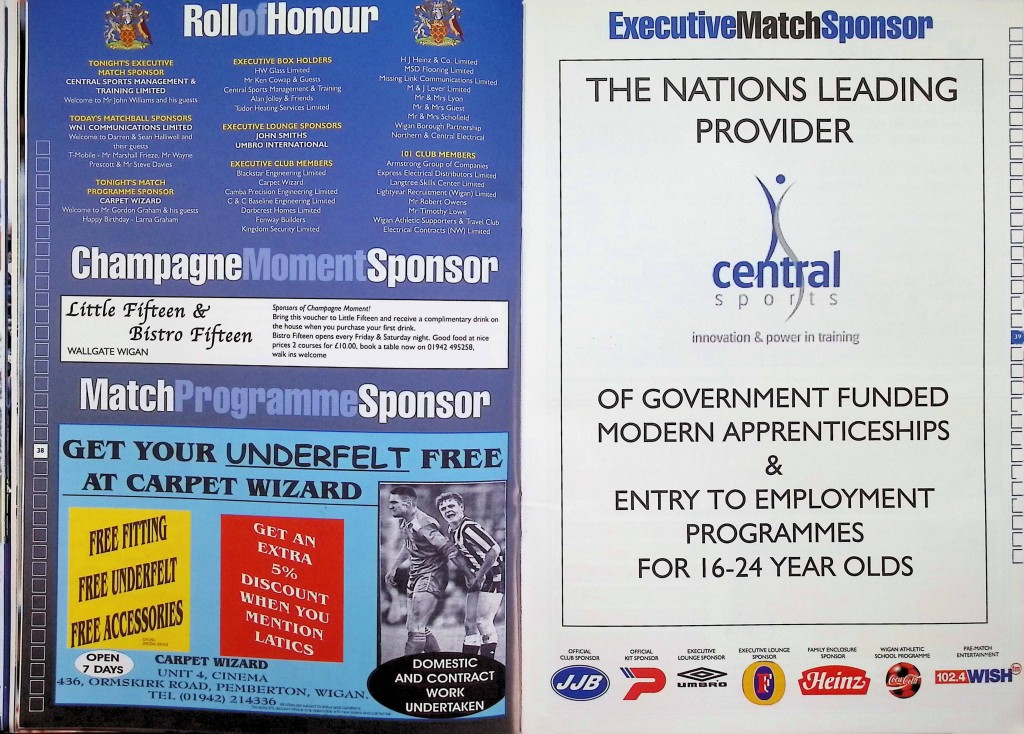 RollofHonour
TONIGHT'S EXECUTIVE
MATCH SPONSOR
CENTRAL SPORTS MANAGEMENT &
TRAINING LIMITED
Welcome to Mr John Williams and his guests
TODAY'S MATCHBALL SPONSORS
WN1 COMMUNICATIONS LIMITED
Welcome to Darren & Sean Halliwell and
their guests
T-Mobile - Mr Marshall Frieze, Mr Wayne
Prescott & Mr Steve Davies
TONIGHT'S MATCH
PROGRAMME SPONSOR
CARPET WIZARD
Welcome to Mr Gordon Graham & his guests
Happy Birthday - Larna Graham
EXECUTIVE BOX HOLDERS
HW Glass Limited
Mr Ken Cowap & Guests
Central Sports Management & Training
Alan Jolley & Friends
Tudor Heating Services Limited
EXECUTIVE LOUNGE SPONSORS
JOHN SMITHS
UMBRO INTERNATIONAL
EXECUTIVE CLUB MEMBERS
Blackstar Engineering Limited
Carpet Wizard
Camba Precision Engineering Limited
C & C Baseline Engineering Limited
Dorbcrest Homes Limited
Fenway Builders
Kingdom Security Limited
H J Heinz & Co. Limited
MSD Flooring Limited
Missing Link Communications Limited
M & J Lever Limited
Mr & Mrs Lyon
Mr & Mrs Guest
Mr & Mrs Schofield
Wigan Borough Partnership
Northern & Central Electrical
101 CLUB MEMBERS
Armstrong Group of Companies
Express Electrical Distributors Limited
Langtree Skills Center Limited
Lightyear Recruitment (Wigan) Limited
Mr Robert Owens
Mr Timothy Lowe
Wigan Athletic Supporters & Travel Club
Electrical Contracts (NW) Limited
ChampagneMomentSponsor
Little Fifteen &
Bistro Fifteen
WALLGATE WIGAN
Sponsors of Champagne Moment!
Bring this voucher to Little Fifteen and receive a complimentary drink on
the house when you purchase your first drink.
Bistro Fifteen opens every Friday & Saturday night. Good food at nice
prices 2 courses for £10.00, book a table now on 01942 495258,
walk ins welcome
MatchProgrammeSponsor
38
GET YOUR UNDERFELT FREE
AT CARPET WIZARD
FREE FITTING
FREE UNDERFELT
FREE ACCESSORIES
GET AN
EXTRA
5%
DISCOUNT
WHEN YOU
MENTION
LATICS
OPEN
7 DAYS
CARPET WIZARD
UNIT 4, CINEMA
436, ORMSKIRK ROAD, PEMBERTON, WIGAN.
TEL (01942) 214336
DOMESTIC
AND CONTRACT
WORK
UNDERTAKEN
ExecutiveMatchSponsor
THE NATIONS LEADING
PROVIDER
central
sports
innovation & power in training
OF GOVERNMENT FUNDED
MODERN APPRENTICESHIPS
&
ENTRY TO EMPLOYMENT
PROGRAMMES
FOR 16-24 YEAR OLDS
39
OFFICIAL
CLUB SPONSOR
JJB
OFFICIAL
KIT SPONSOR
EXECUTIVE
LOUNGE SPONSOR
UMBRO
EXECUTIVE LOUNGE
SPONSOR
FAMILY ENCLOSURE
SPONSOR
Heinz
WIGAN ATHLETIC
SCHOOL PROGRAMME
Coca-Cola
PRE-MATCH
ENTERTAINMENT
102.4 WISH fm